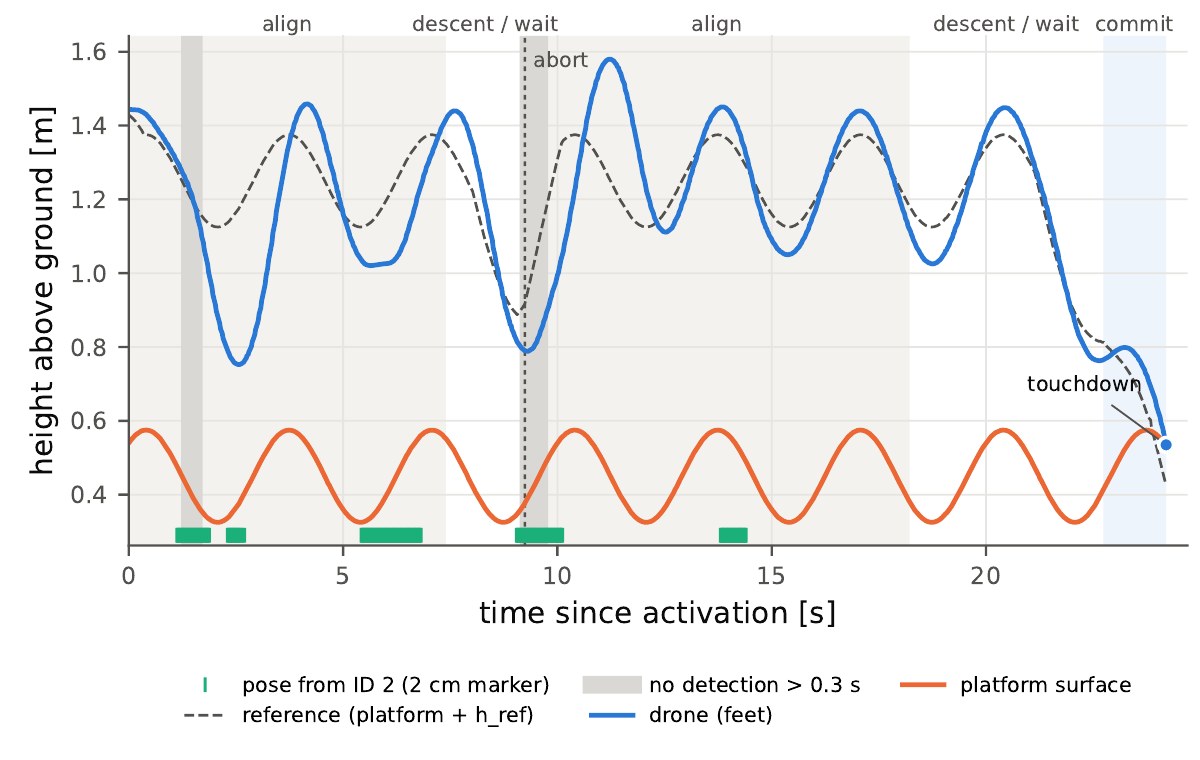 align
descent / wait
align
descent / wait
commit
abort
touchdown
height above ground [m]
1.6
1.4
1.2
1.0
0.8
0.6
0.4
0
5
10
15
20
time since activation [s]
pose from ID 2 (2 cm marker)
no detection > 0.3 s
platform surface
reference (platform + h_ref)
drone (feet)